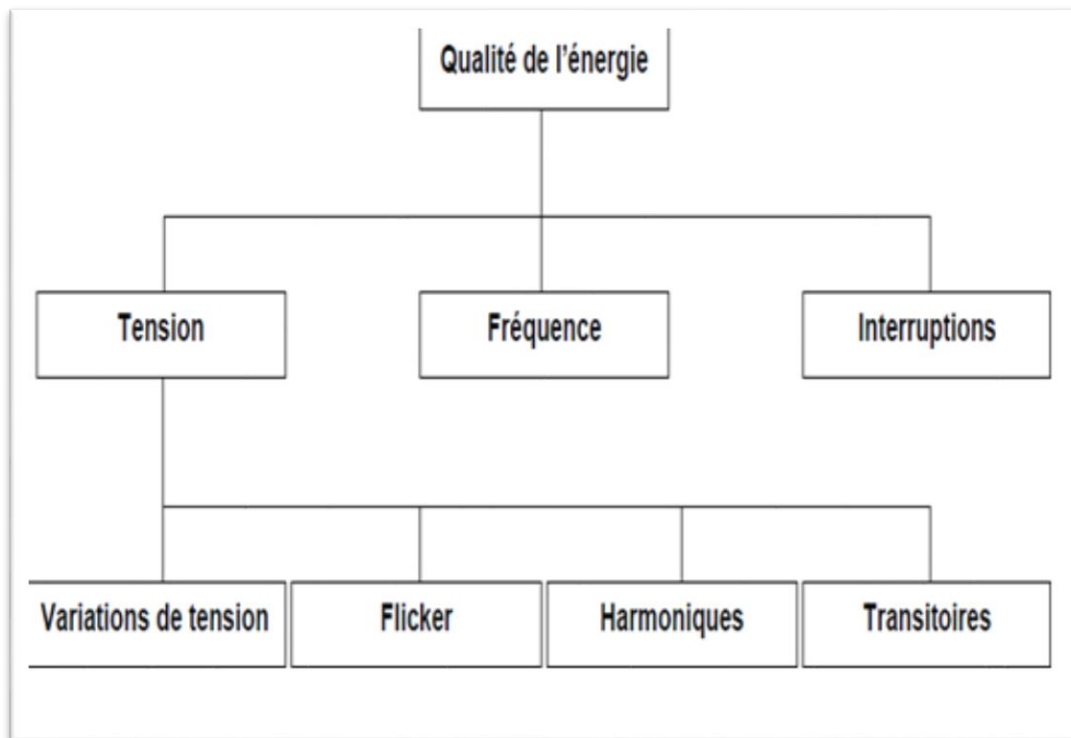 Qualité de l'énergie
Tension
Fréquence
Interruptions
Variations de tension
Flicker
Harmoniques
Transitoires